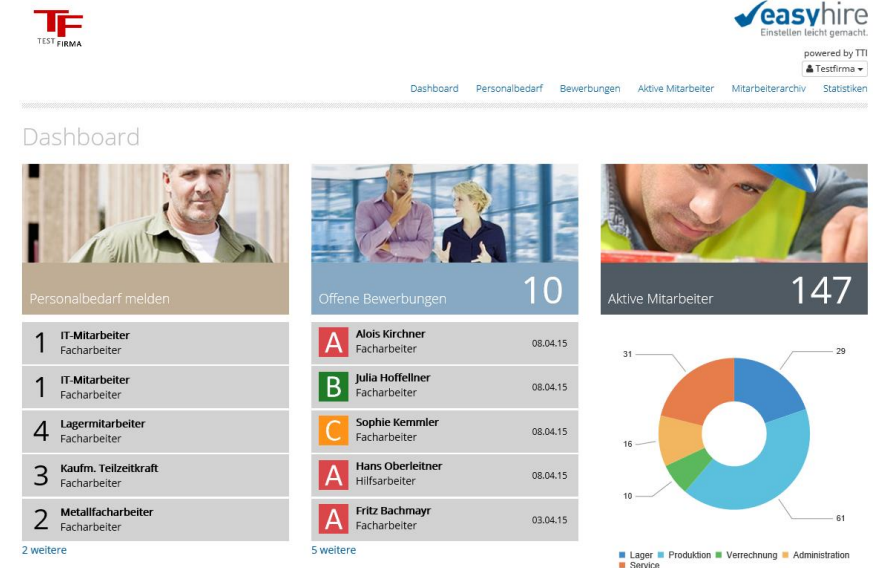 TF
TEST FIRMA
easyhire
Einstellen leicht gemacht.
powered by TTI
Testfirma
Dashboard Personalbedarf Bewerbungen Aktive Mitarbeiter Mitarbeiterarchiv Statistiken
Dashboard
Personalbedarf melden
1 IT-Mitarbeiter
Facharbeiter
1 IT-Mitarbeiter
Facharbeiter
4 Lagermitarbeiter
Facharbeiter
3 Kaufm. Teilzeitkraft
Facharbeiter
2 Metallfacharbeiter
Facharbeiter
2 weitere
Offene Bewerbungen 10
A Alois Kirchner
Facharbeiter 08.04.15
B Julia Hoffellner
Facharbeiter 08.04.15
C Sophie Kemmler
Facharbeiter 08.04.15
A Hans Oberleitner
Hilfsarbeiter 08.04.15
A Fritz Bachmayr
Facharbeiter 03.04.15
5 weitere
Aktive Mitarbeiter 147
31 29
16
10
61
Lager Produktion Verrechnung Administration
Service